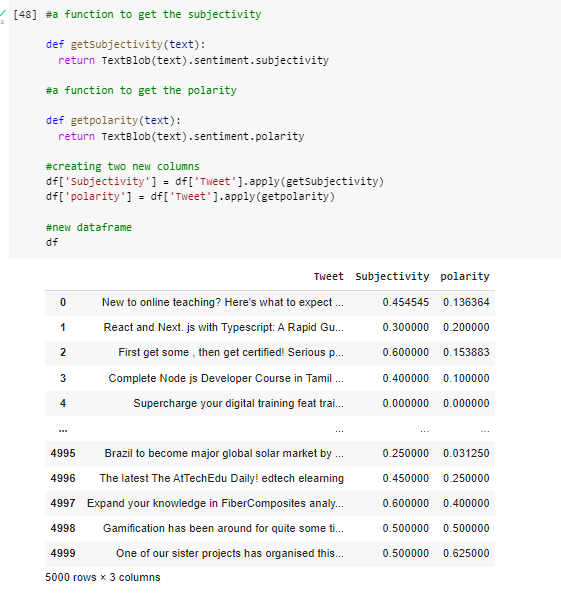 [48] #a function to get the subjectivity
def getSubjectivity(text):
return TextBlob(text).sentiment.subjectivity
#a function to get the polarity
def getpolarity(text):
return TextBlob(text).sentiment.polarity
#creating two new columns
df['Subjectivity'] = df['Tweet'].apply(getSubjectivity)
df['polarity'] = df['Tweet'].apply(getpolarity)
#new dataframe
df
Tweet Subjectivity polarity
0 New to online teaching? Here's what to expect ... 0.454545 0.136364
1 React and Next. js with Typescript: A Rapid Gu... 0.300000 0.200000
2 First get some , then get certified! Serious p... 0.600000 0.153883
3 Complete Node js Developer Course in Tamil ... 0.400000 0.100000
4 Supercharge your digital training feat trai... 0.000000 0.000000
... ... ... ...
4995 Brazil to become major global solar market by ... 0.250000 0.031250
4996 The latest The AtTechEdu Daily! edtech elearning 0.450000 0.250000
4997 Expand your knowledge in FiberComposites analy... 0.600000 0.400000
4998 Gamification has been around for quite some ti... 0.500000 0.500000
4999 One of our sister projects has organised this... 0.500000 0.625000
5000 rows × 3 columns